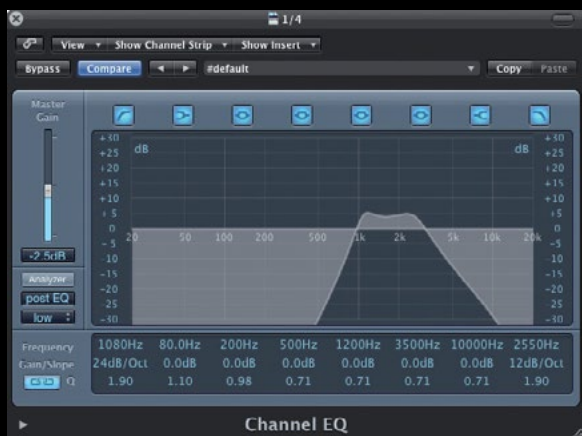 1/4
View Show Channel Strip Show Insert
Bypass Compare #default Copy Paste
Master Gain
+30 dB dB +30
+25 +25
+20 +20
+15 +15
+10 +10
+5 +5
0 20 50 100 200 500 1k 2k 5k 10k 20k 0
-5 -5
-10 -10
-15 -15
-20 -20
-25 -25
-30 -30
-2.5dB
Analyzer
post EQ
low
Frequency 1080Hz 80.0Hz 200Hz 500Hz 1200Hz 3500Hz 10000Hz 2550Hz
Gain/Slope 24dB/Oct 0.0dB 0.0dB 0.0dB 0.0dB 0.0dB 0.0dB 12dB/Oct
Q 1.90 1.10 0.98 0.71 0.71 0.71 0.71 1.90
Channel EQ